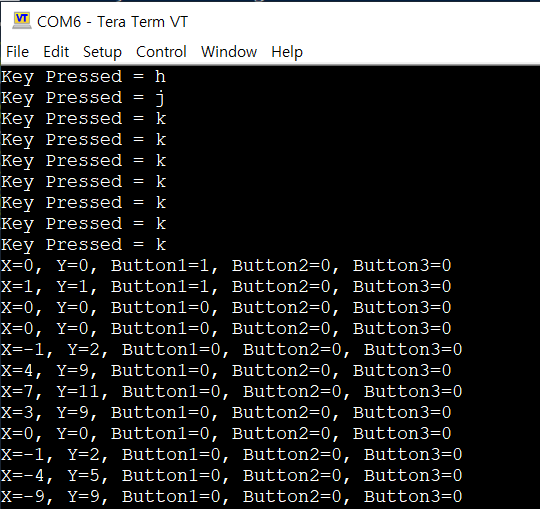 VT COM6 - Tera Term VT
File Edit Setup Control Window Help
Key Pressed = h
Key Pressed = j
Key Pressed = k
Key Pressed = k
Key Pressed = k
Key Pressed = k
Key Pressed = k
Key Pressed = k
Key Pressed = k
X=0, Y=0, Button1=1, Button2=0, Button3=0
X=1, Y=1, Button1=1, Button2=0, Button3=0
X=0, Y=0, Button1=0, Button2=0, Button3=0
X=0, Y=0, Button1=0, Button2=0, Button3=0
X=-1, Y=2, Button1=0, Button2=0, Button3=0
X=4, Y=9, Button1=0, Button2=0, Button3=0
X=7, Y=11, Button1=0, Button2=0, Button3=0
X=3, Y=9, Button1=0, Button2=0, Button3=0
X=0, Y=0, Button1=0, Button2=0, Button3=0
X=-1, Y=2, Button1=0, Button2=0, Button3=0
X=-4, Y=5, Button1=0, Button2=0, Button3=0
X=-9, Y=9, Button1=0, Button2=0, Button3=0